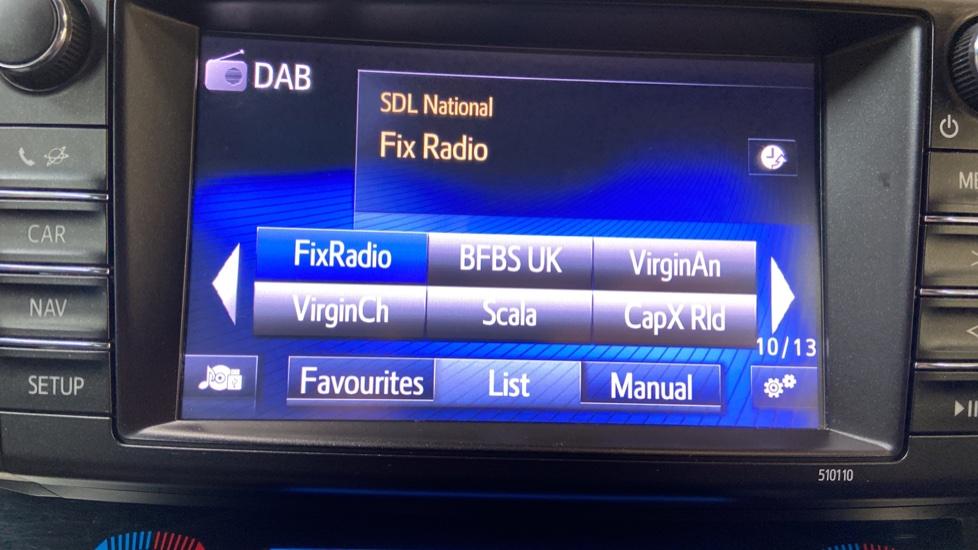 DAB
SDL National
Fix Radio
FixRadio
BFBS UK
VirginAn
VirginCh
Scala
CapX Rld
10/13
Favourites
List
Manual
CAR
NAV
SETUP
510110